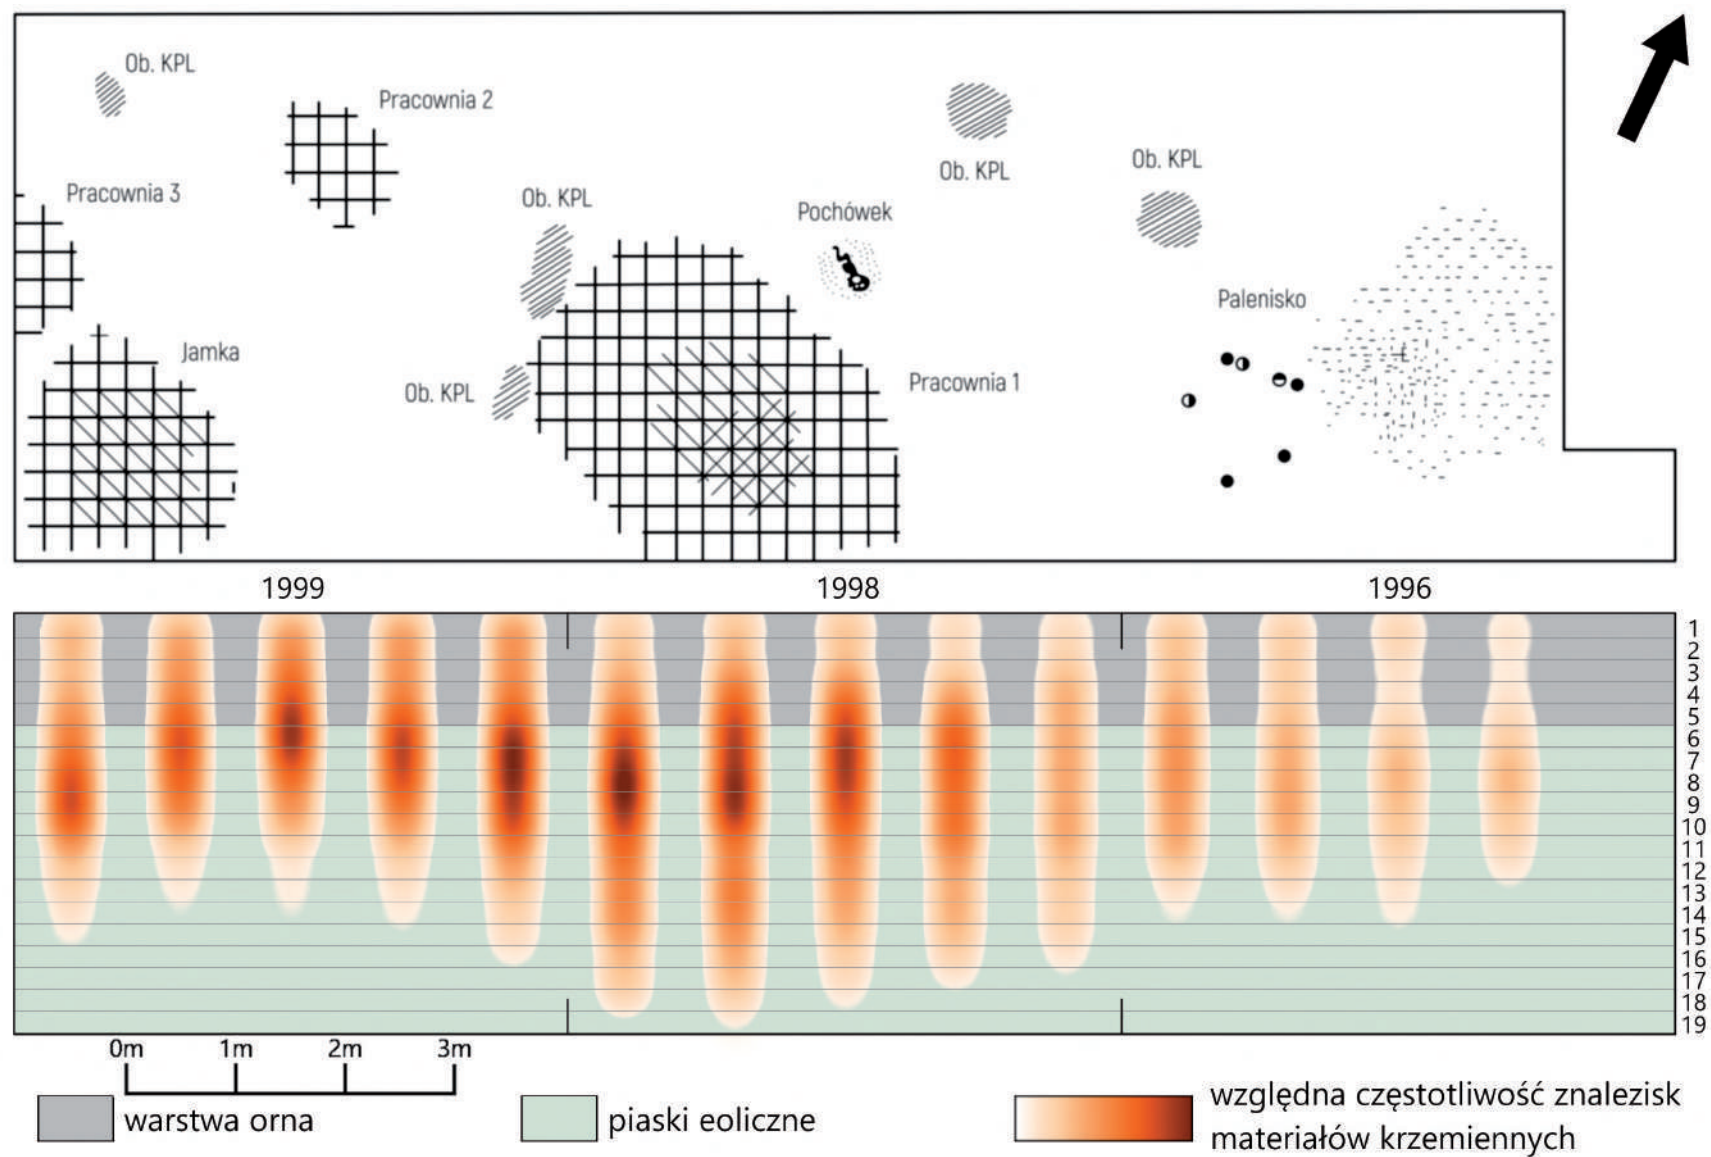 Ob. KPL
Pracownia 2
Ob. KPL
Ob. KPL
Pracownia 3
Ob. KPL
Pochówek
Palenisko
Jamka
Ob. KPL
Pracownia 1
1999
1998
1996
1
2
3
4
5
6
7
8
9
10
11
12
13
14
15
16
17
18
19
0m 1m 2m 3m
warstwa orna
piaski eoliczne
względna częstotliwość znalezisk
materiałów krzemiennych